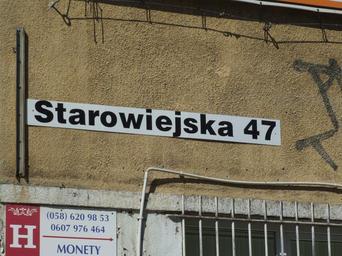 Starowiejska 47
H
(058) 620 98 53
0607 976 464
MONETY